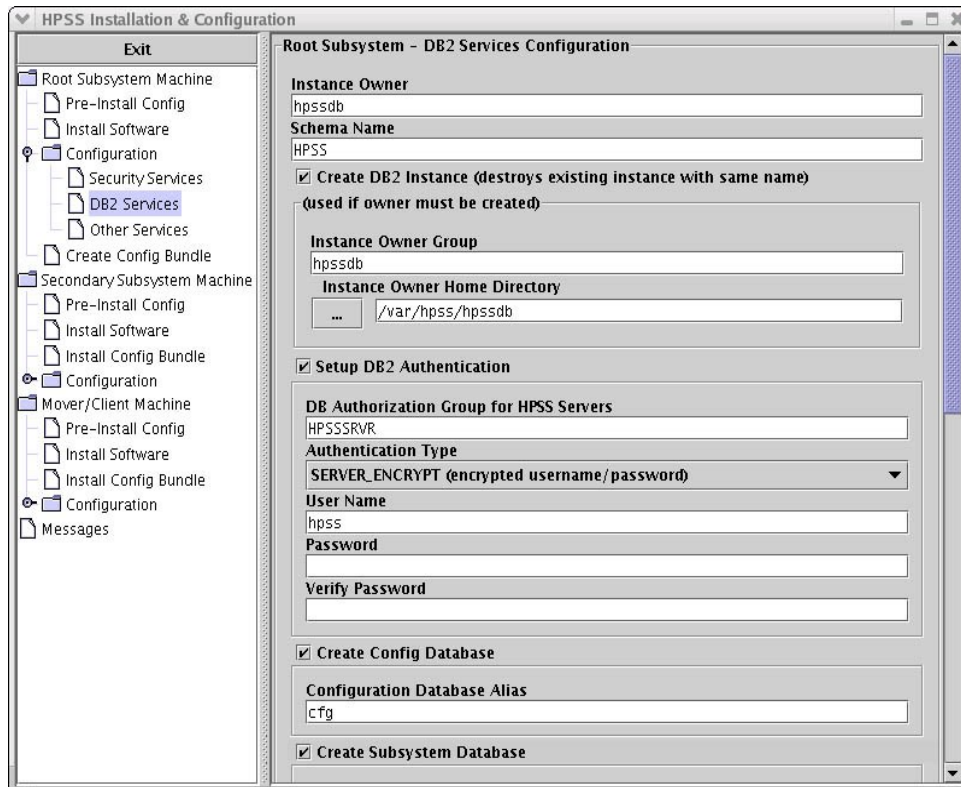 HPSS Installation & Configuration
Exit
Root Subsystem Machine
Pre-Install Config
Install Software
Configuration
Security Services
DB2 Services
Other Services
Create Config Bundle
Secondary Subsystem Machine
Pre-Install Config
Install Software
Install Config Bundle
Configuration
Mover/Client Machine
Pre-Install Config
Install Software
Install Config Bundle
Configuration
Messages
Root Subsystem - DB2 Services Configuration
Instance Owner
hpssdb
Schema Name
HPSS
Create DB2 Instance (destroys existing instance with same name)
(used if owner must be created)
Instance Owner Group
hpssdb
Instance Owner Home Directory
... /var/hpss/hpssdb
Setup DB2 Authentication
DB Authorization Group for HPSS Servers
HPSSSRVR
Authentication Type
SERVER_ENCRYPT (encrypted username/password)
User Name
hpss
Password
Verify Password
Create Config Database
Configuration Database Alias
cfg
Create Subsystem Database